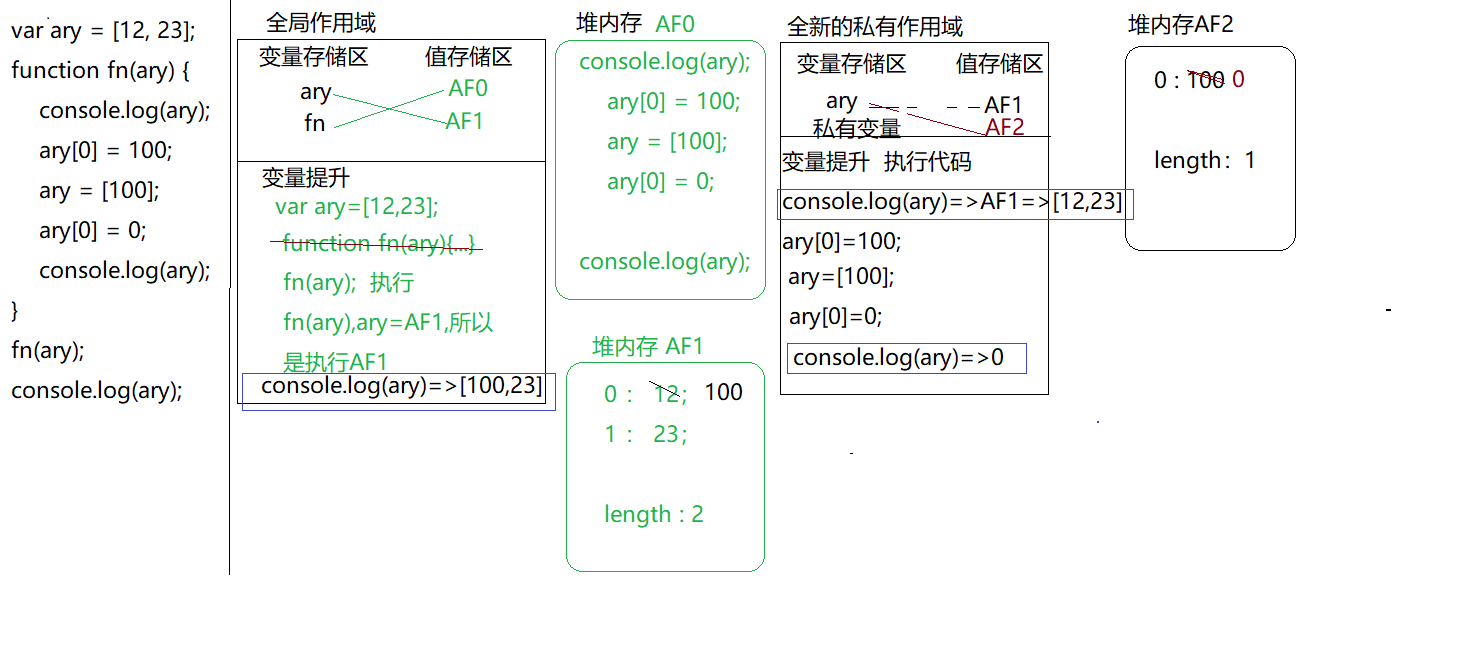 var ary = [12, 23];
function fn(ary) {
console.log(ary);
ary[0] = 100;
ary = [100];
ary[0] = 0;
console.log(ary);
}
fn(ary);
console.log(ary);
全局作用域
变量存储区 值存储区
ary AF0
fn AF1
变量提升
var ary=[12,23];
function fn(ary){...}
fn(ary); 执行
fn(ary),ary=AF1,所以
是执行AF1
console.log(ary)=>[100,23]
堆内存 AF0
console.log(ary);
ary[0] = 100;
ary = [100];
ary[0] = 0;
console.log(ary);
堆内存 AF1
0 : 12; 100
1 : 23;
length : 2
全新的私有作用域
变量存储区 值存储区
ary AF1
私有变量 AF2
变量提升 执行代码
console.log(ary)=>AF1=>[12,23]
ary[0]=100;
ary=[100];
ary[0]=0;
console.log(ary)=>0
堆内存AF2
0 : 100 0
length: 1